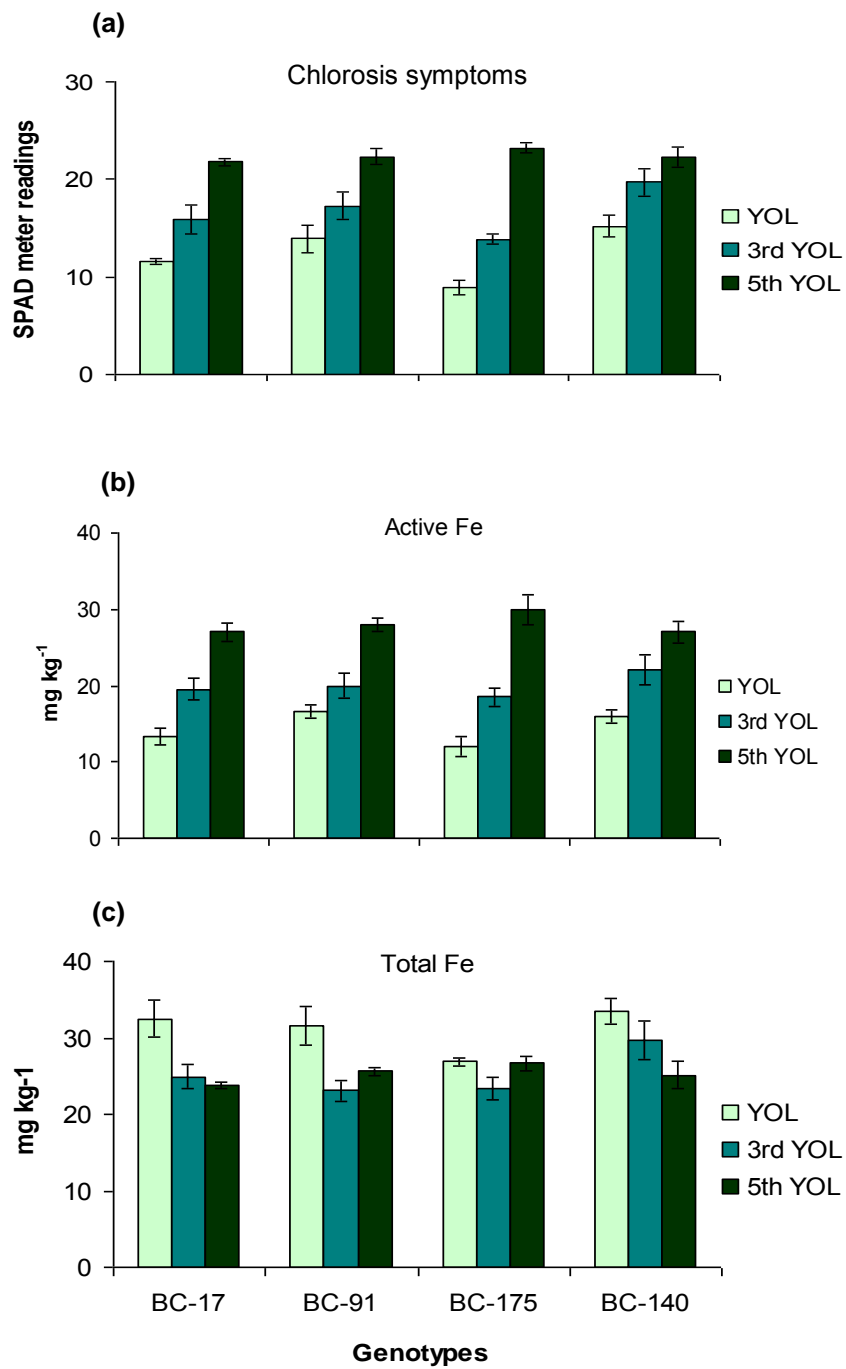 (a)
Chlorosis symptoms
SPAD meter readings
30
20
10
0
YOL
3rd YOL
5th YOL
(b)
Active Fe
mg kg-1
40
30
20
10
0
YOL
3rd YOL
5th YOL
(c)
Total Fe
mg kg-1
40
30
20
10
0
YOL
3rd YOL
5th YOL
BC-17 BC-91 BC-175 BC-140
Genotypes